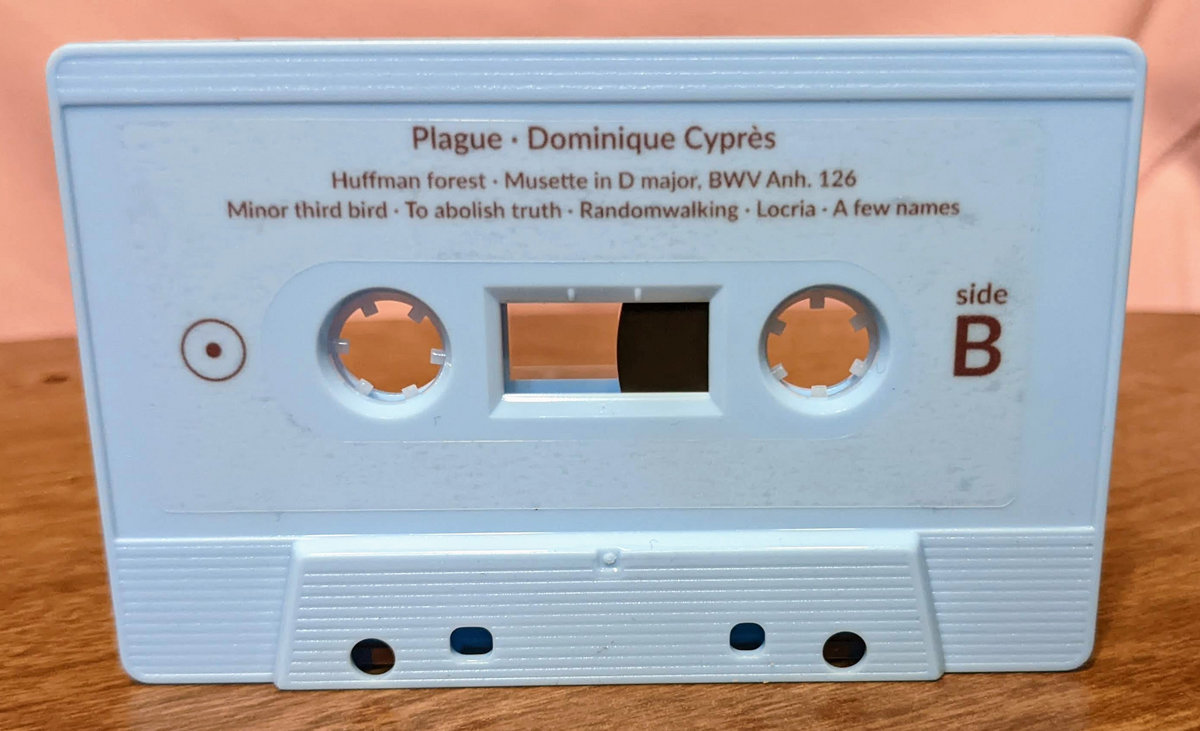 Plague · Dominique Cyprès
Huffman forest · Musette in D major, BWV Anh. 126
Minor third bird · To abolish truth · Randomwalking · Locria · A few names
side
B